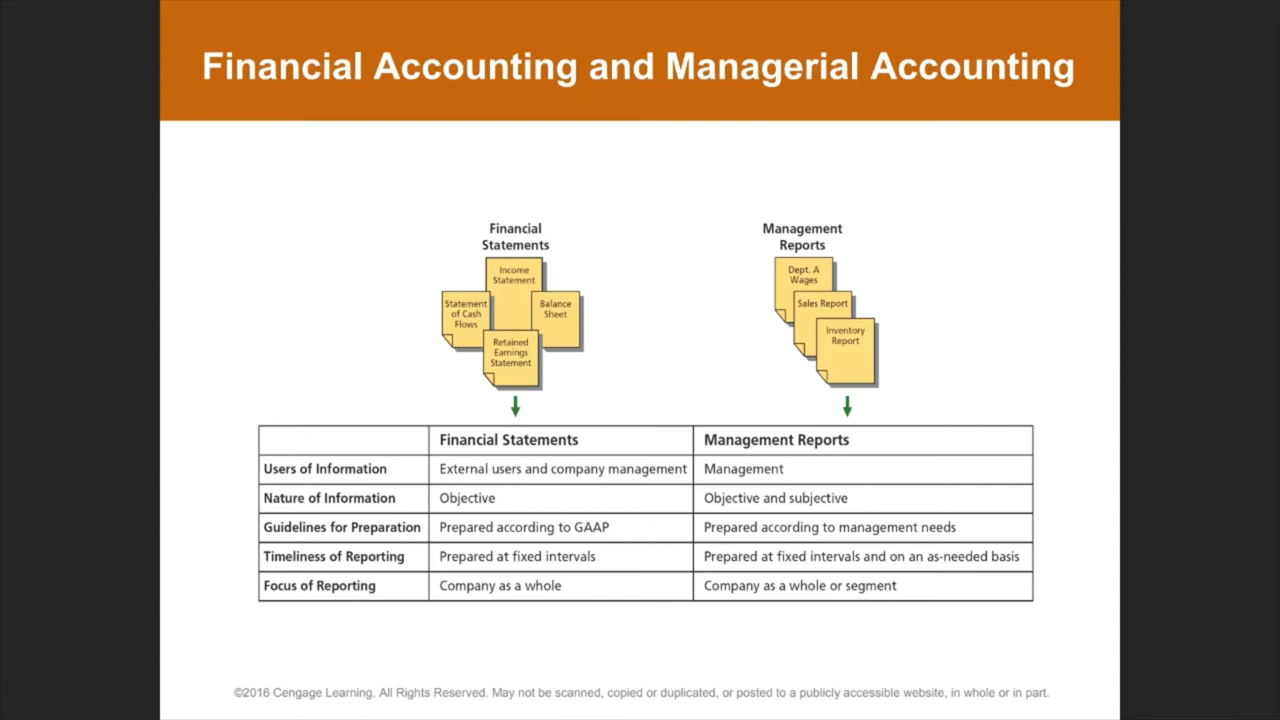 Financial Accounting and Managerial Accounting
Financial
Statements
Management
Reports
Income
Statement
Statement
of Cash
Flows
Balance
Sheet
Retained
Earnings
Statement
Dept. A
Wages
Sales Report
Inventory
Report
Financial Statements Management Reports
Users of Information External users and company management Management
Nature of Information Objective Objective and subjective
Guidelines for Preparation Prepared according to GAAP Prepared according to management needs
Timeliness of Reporting Prepared at fixed intervals Prepared at fixed intervals and on an as-needed basis
Focus of Reporting Company as a whole Company as a whole or segment
©2016 Cengage Learning. All Rights Reserved. May not be scanned, copied or duplicated, or posted to a publicly accessible website, in whole or in part.